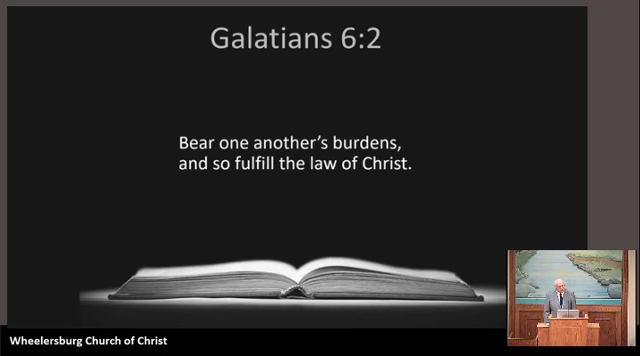 Galatians 6:2
Bear one another’s burdens,
and so fulfill the law of Christ.
Wheelersburg Church of Christ